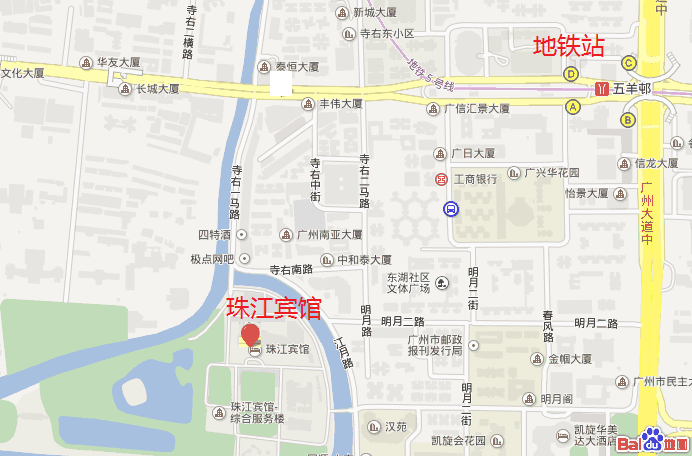 新城大厦
寺右二横路
寺右东小区
地铁站
华友大厦
泰恒大厦
文化大厦
地铁5号线
C
D
五羊邨
长城大厦
丰伟大厦
广信汇景大厦
A
B
广日大厦
信龙大厦
寺右一马路
寺右中街
寺右二马路
工商银行
广兴华花园
怡景大厦
广州大道中
四特酒
广州南亚大厦
极点网吧
中和泰大厦
寺右南路
东湖社区
文体广场
明月二街
珠江宾馆
明月路
明月二路
春风路
明月二路
江月路
广州市邮政
报刊发行局
珠江宾馆
金帼大厦
广州市民主
明月二街
珠江宾馆-
综合服务楼
明月阁
汉苑
凯旋会花园
凯旋华美
达大酒店
Bai du 地图